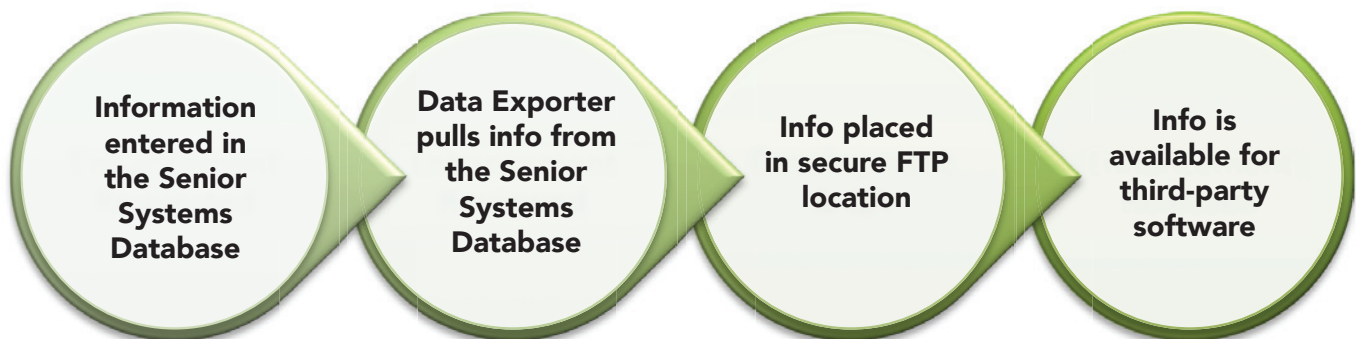 Information
entered in
the Senior
Systems
Database
Data Exporter
pulls info from
the Senior
Systems
Database
Info placed
in secure FTP
location
Info is
available for
third-party
software